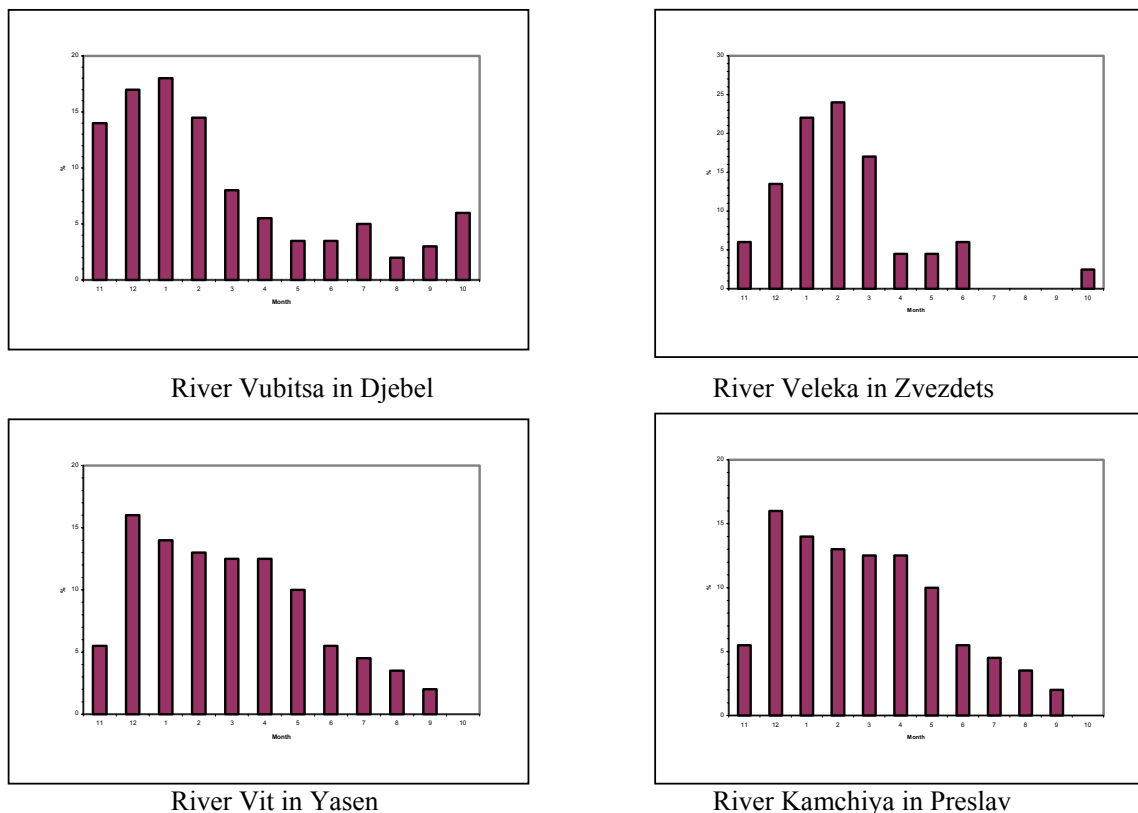 20
15
10
5
0
%
11 12 1 2 3 4 5 6 7 8 9 10
Month
River Vubitsa in Djebel
30
25
20
15
10
5
0
%
11 12 1 2 3 4 5 6 7 8 9 10
Month
River Veleka in Zvezdets
20
15
10
5
0
%
11 12 1 2 3 4 5 6 7 8 9 10
Month
River Vit in Yasen
20
15
10
5
0
%
11 12 1 2 3 4 5 6 7 8 9 10
Month
River Kamchiya in Preslav